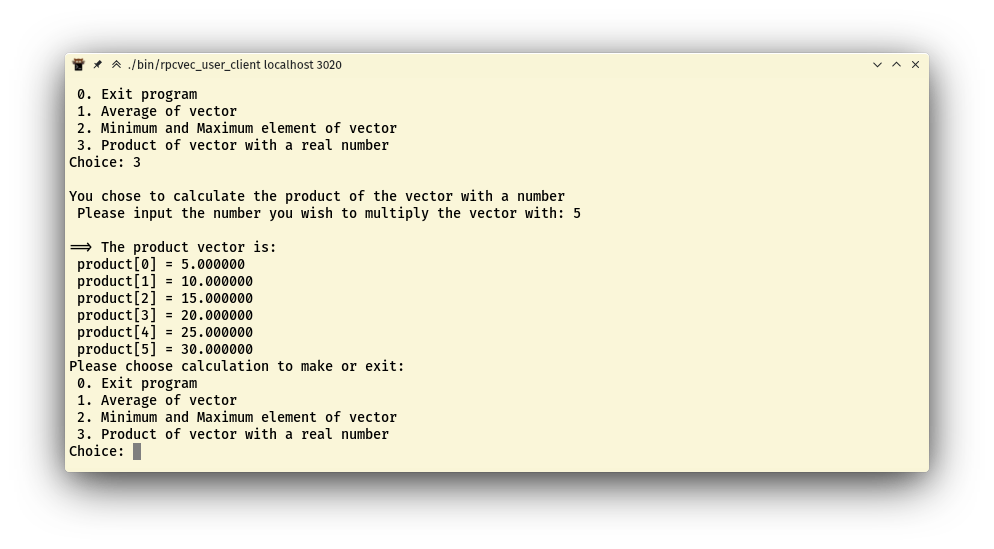 ./bin/rpcvec_user_client localhost 3020
0. Exit program
1. Average of vector
2. Minimum and Maximum element of vector
3. Product of vector with a real number
Choice: 3
You chose to calculate the product of the vector with a number
Please input the number you wish to multiply the vector with: 5
==> The product vector is:
product[0] = 5.000000
product[1] = 10.000000
product[2] = 15.000000
product[3] = 20.000000
product[4] = 25.000000
product[5] = 30.000000
Please choose calculation to make or exit:
0. Exit program
1. Average of vector
2. Minimum and Maximum element of vector
3. Product of vector with a real number
Choice: